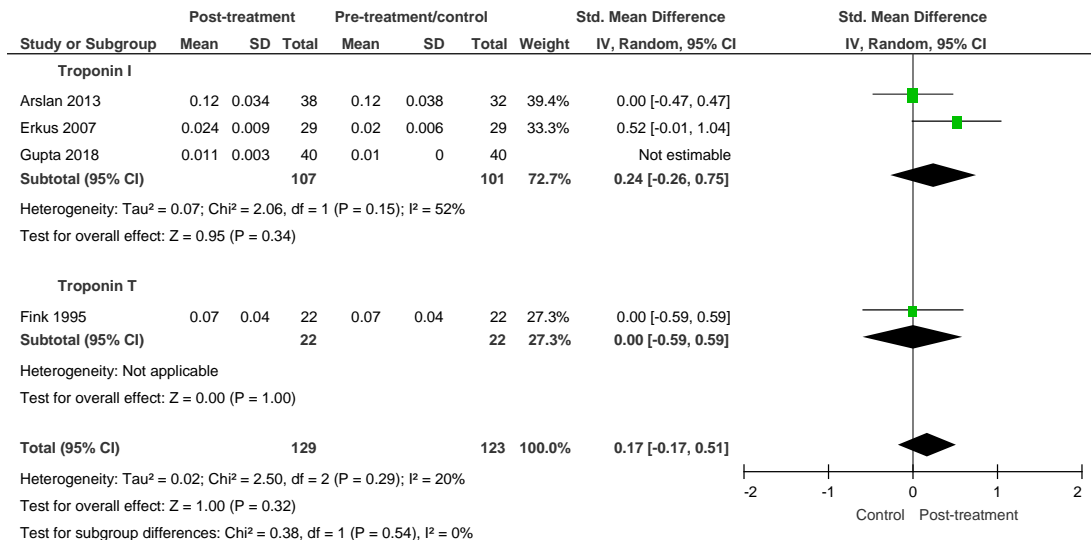 Post-treatment Pre-treatment/control Std. Mean Difference Std. Mean Difference
Study or Subgroup Mean SD Total Mean SD Total Weight IV, Random, 95% CI IV, Random, 95% CI
Troponin I
Arslan 2013 0.12 0.034 38 0.12 0.038 32 39.4% 0.00 [-0.47, 0.47]
Erkus 2007 0.024 0.009 29 0.02 0.006 29 33.3% 0.52 [-0.01, 1.04]
Gupta 2018 0.011 0.003 40 0.01 0 40 Not estimable
Subtotal (95% CI) 107 101 72.7% 0.24 [-0.26, 0.75]
Heterogeneity: Tau² = 0.07; Chi² = 2.06, df = 1 (P = 0.15); I² = 52%
Test for overall effect: Z = 0.95 (P = 0.34)
Troponin T
Fink 1995 0.07 0.04 22 0.07 0.04 22 27.3% 0.00 [-0.59, 0.59]
Subtotal (95% CI) 22 22 27.3% 0.00 [-0.59, 0.59]
Heterogeneity: Not applicable
Test for overall effect: Z = 0.00 (P = 1.00)
Total (95% CI) 129 123 100.0% 0.17 [-0.17, 0.51]
Heterogeneity: Tau² = 0.02; Chi² = 2.50, df = 2 (P = 0.29); I² = 20%
Test for overall effect: Z = 1.00 (P = 0.32)
Test for subgroup differences: Chi² = 0.38, df = 1 (P = 0.54), I² = 0%
-2 -1 0 1 2
Control Post-treatment